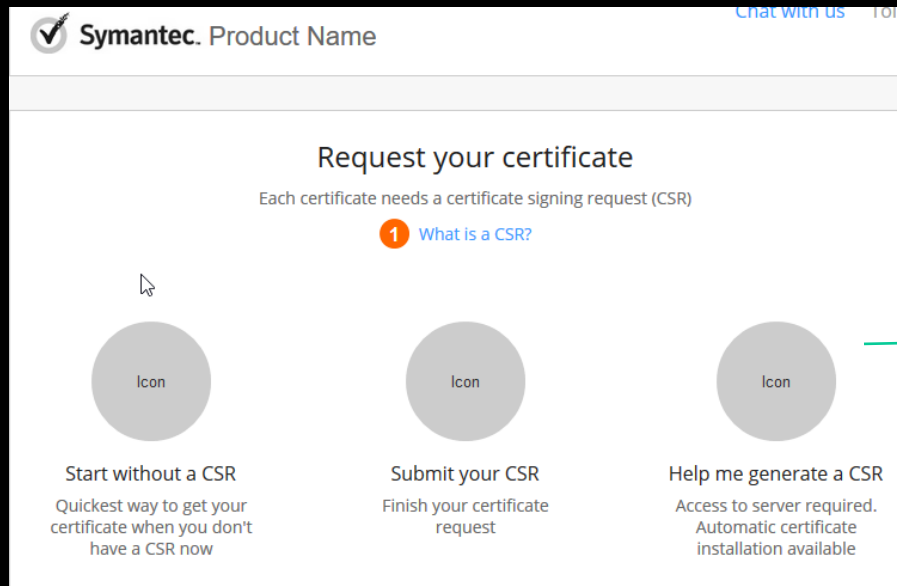 Chat with us
Symantec. Product Name
Request your certificate
Each certificate needs a certificate signing request (CSR)
1 What is a CSR?
Icon
Icon
Icon
Start without a CSR
Quickest way to get your
certificate when you don't
have a CSR now
Submit your CSR
Finish your certificate
request
Help me generate a CSR
Access to server required.
Automatic certificate
installation available